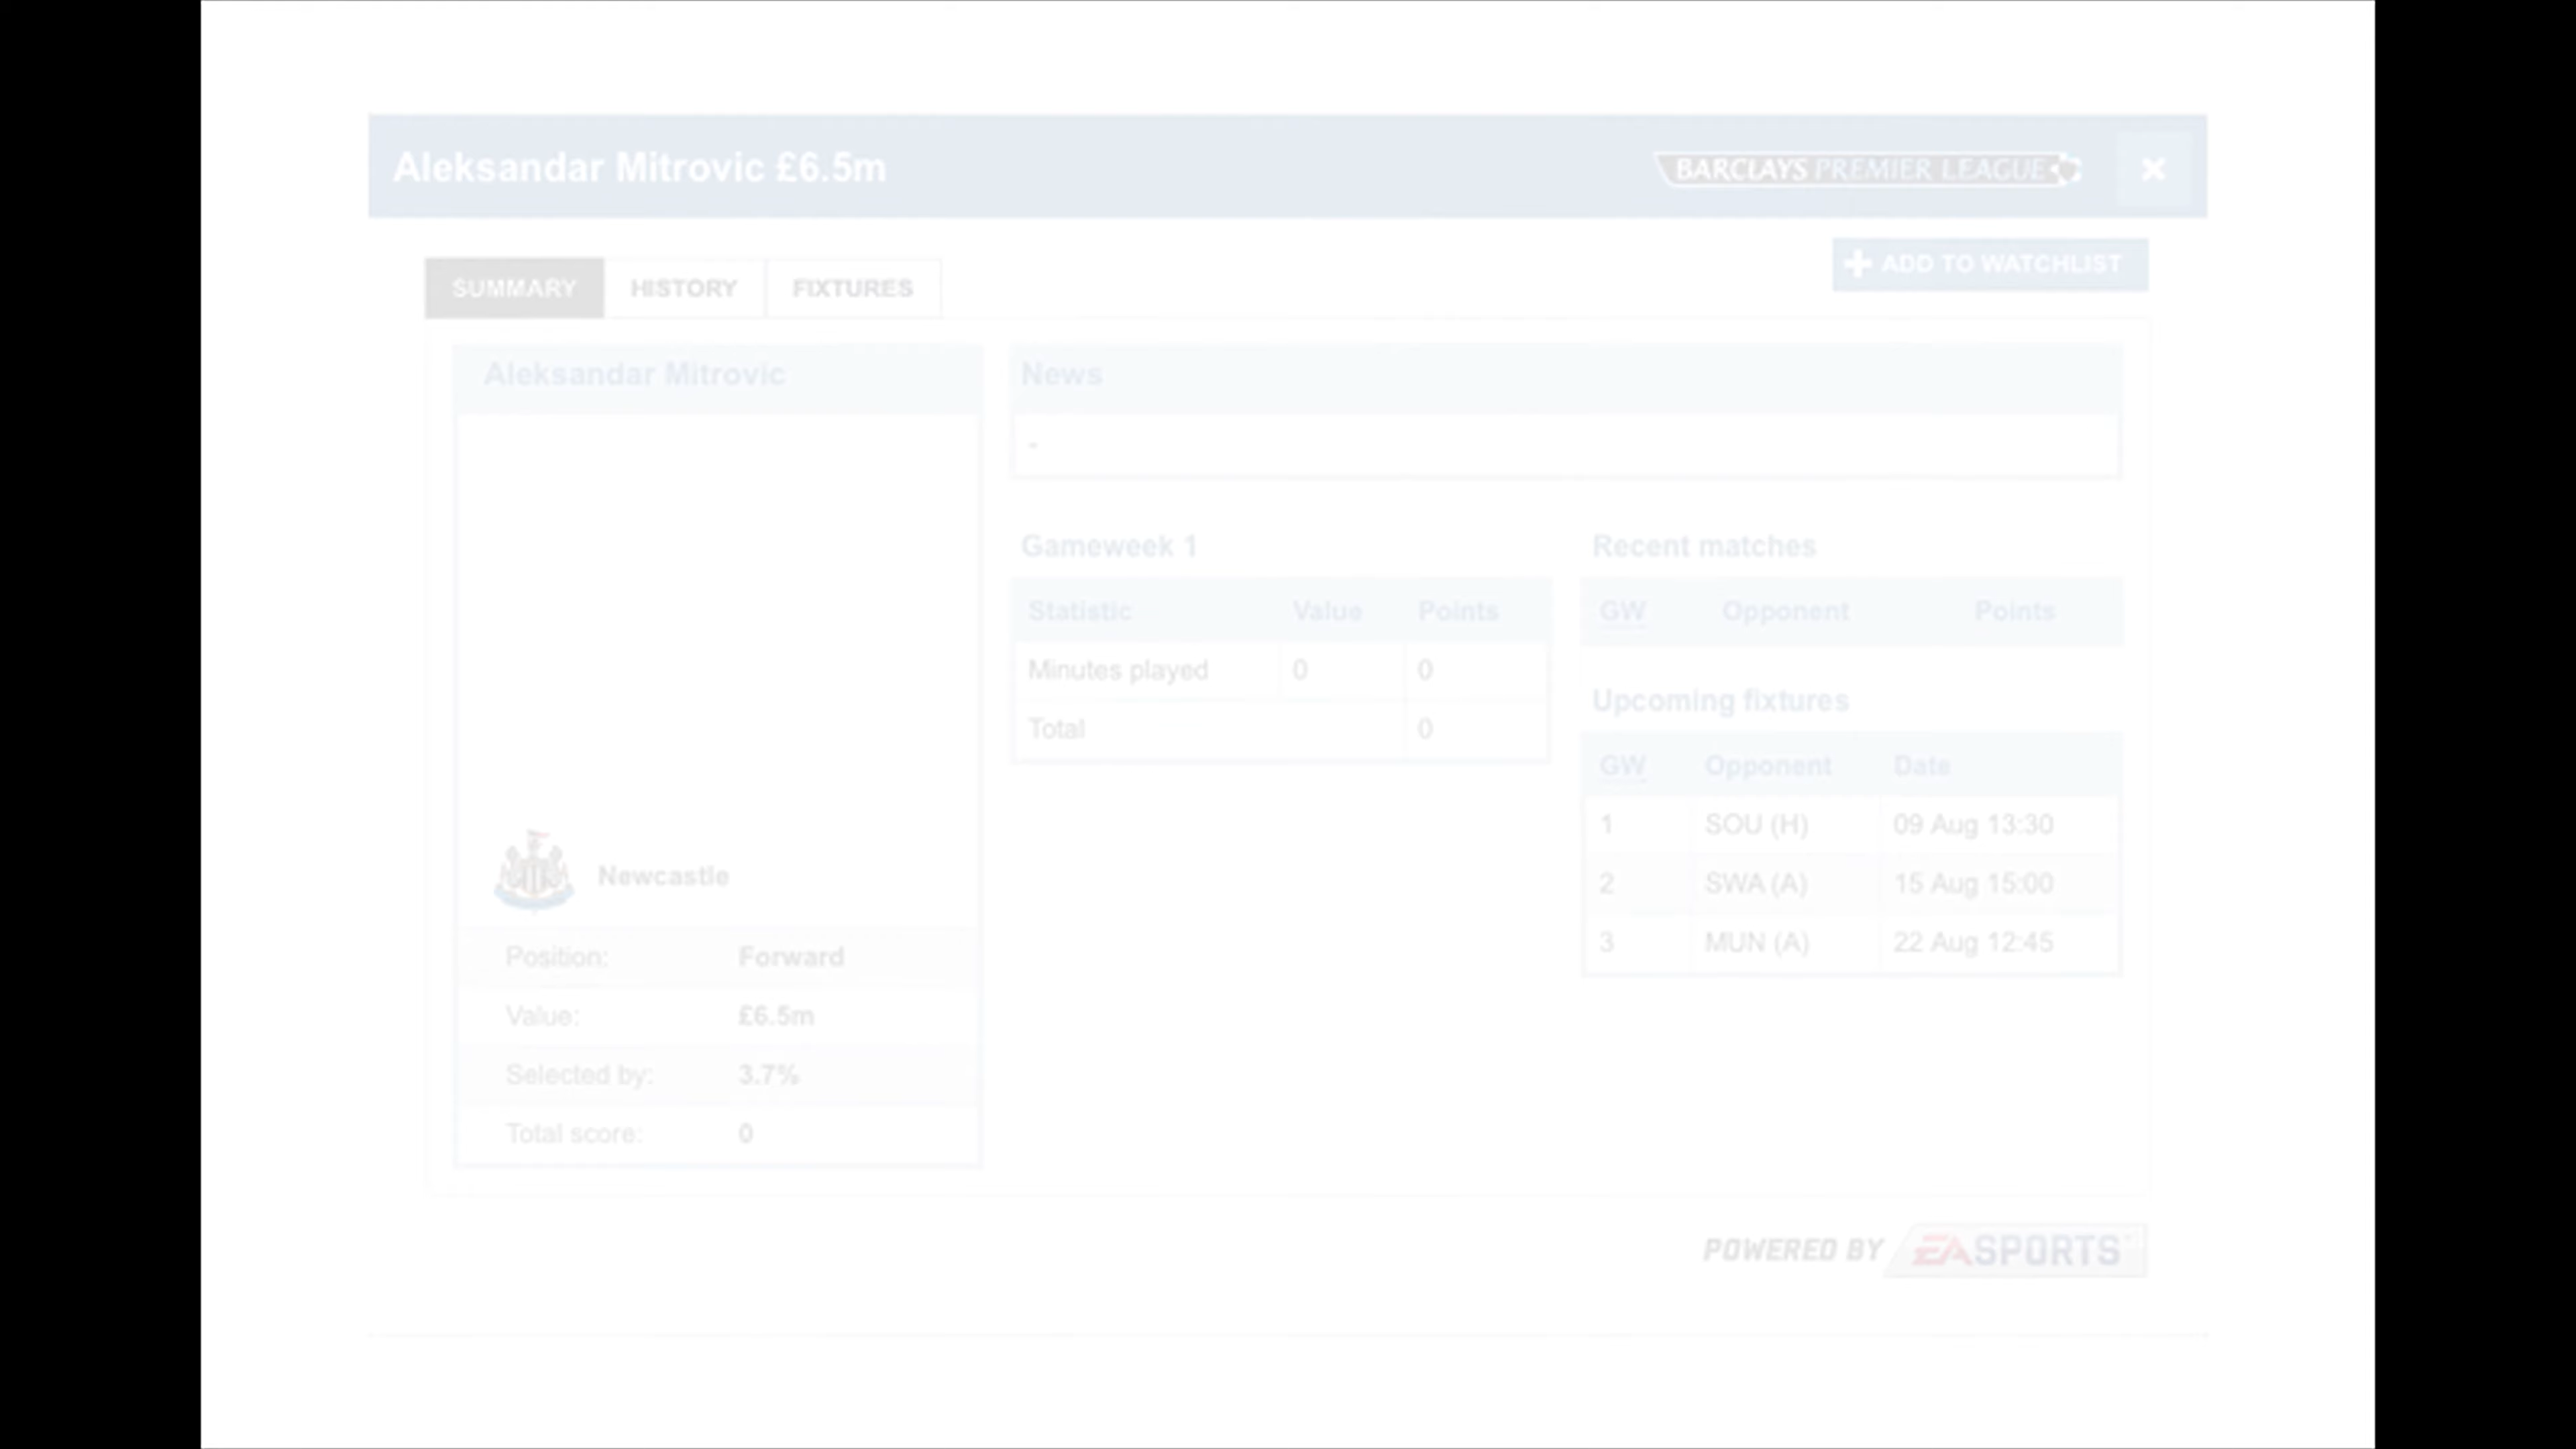 Aleksandar Mitrovic £6.5m
BARCLAYS PREMIER LEAGUE
ADD TO WATCHLIST
SUMMARY HISTORY FIXTURES
Aleksandar Mitrovic
Newcastle
Position: Forward
Value: £6.5m
Selected by: 3.7%
Total score: 0
News
-
Gameweek 1
Statistic Value Points
Minutes played 0 0
Total 0
Recent matches
GW Opponent Points
Upcoming fixtures
GW Opponent Date
1 SOU (H) 09 Aug 13:30
2 SWA (A) 15 Aug 15:00
3 MUN (A) 22 Aug 12:45
POWERED BY EA SPORTS